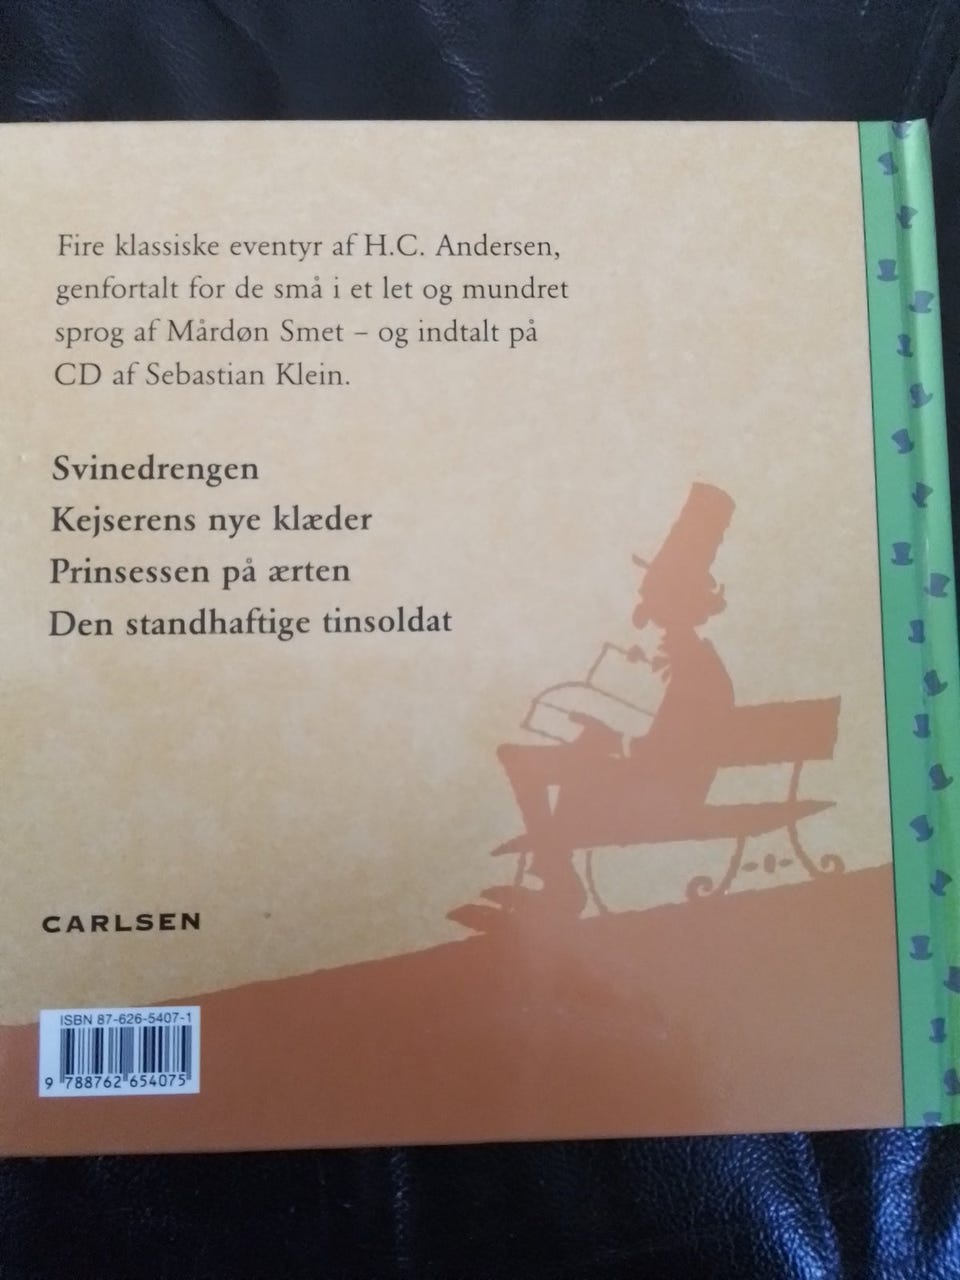 Fire klassiske eventyr af H.C. Andersen,
genfortalt for de små i et let og mundret
sprog af Mårdøn Smet – og indtalt på
CD af Sebastian Klein.
Svinedrengen
Kejserens nye klæder
Prinsessen på ærten
Den standhaftige tinsoldat
CARLSEN
ISBN 87-626-5407-1
9 788762 654075